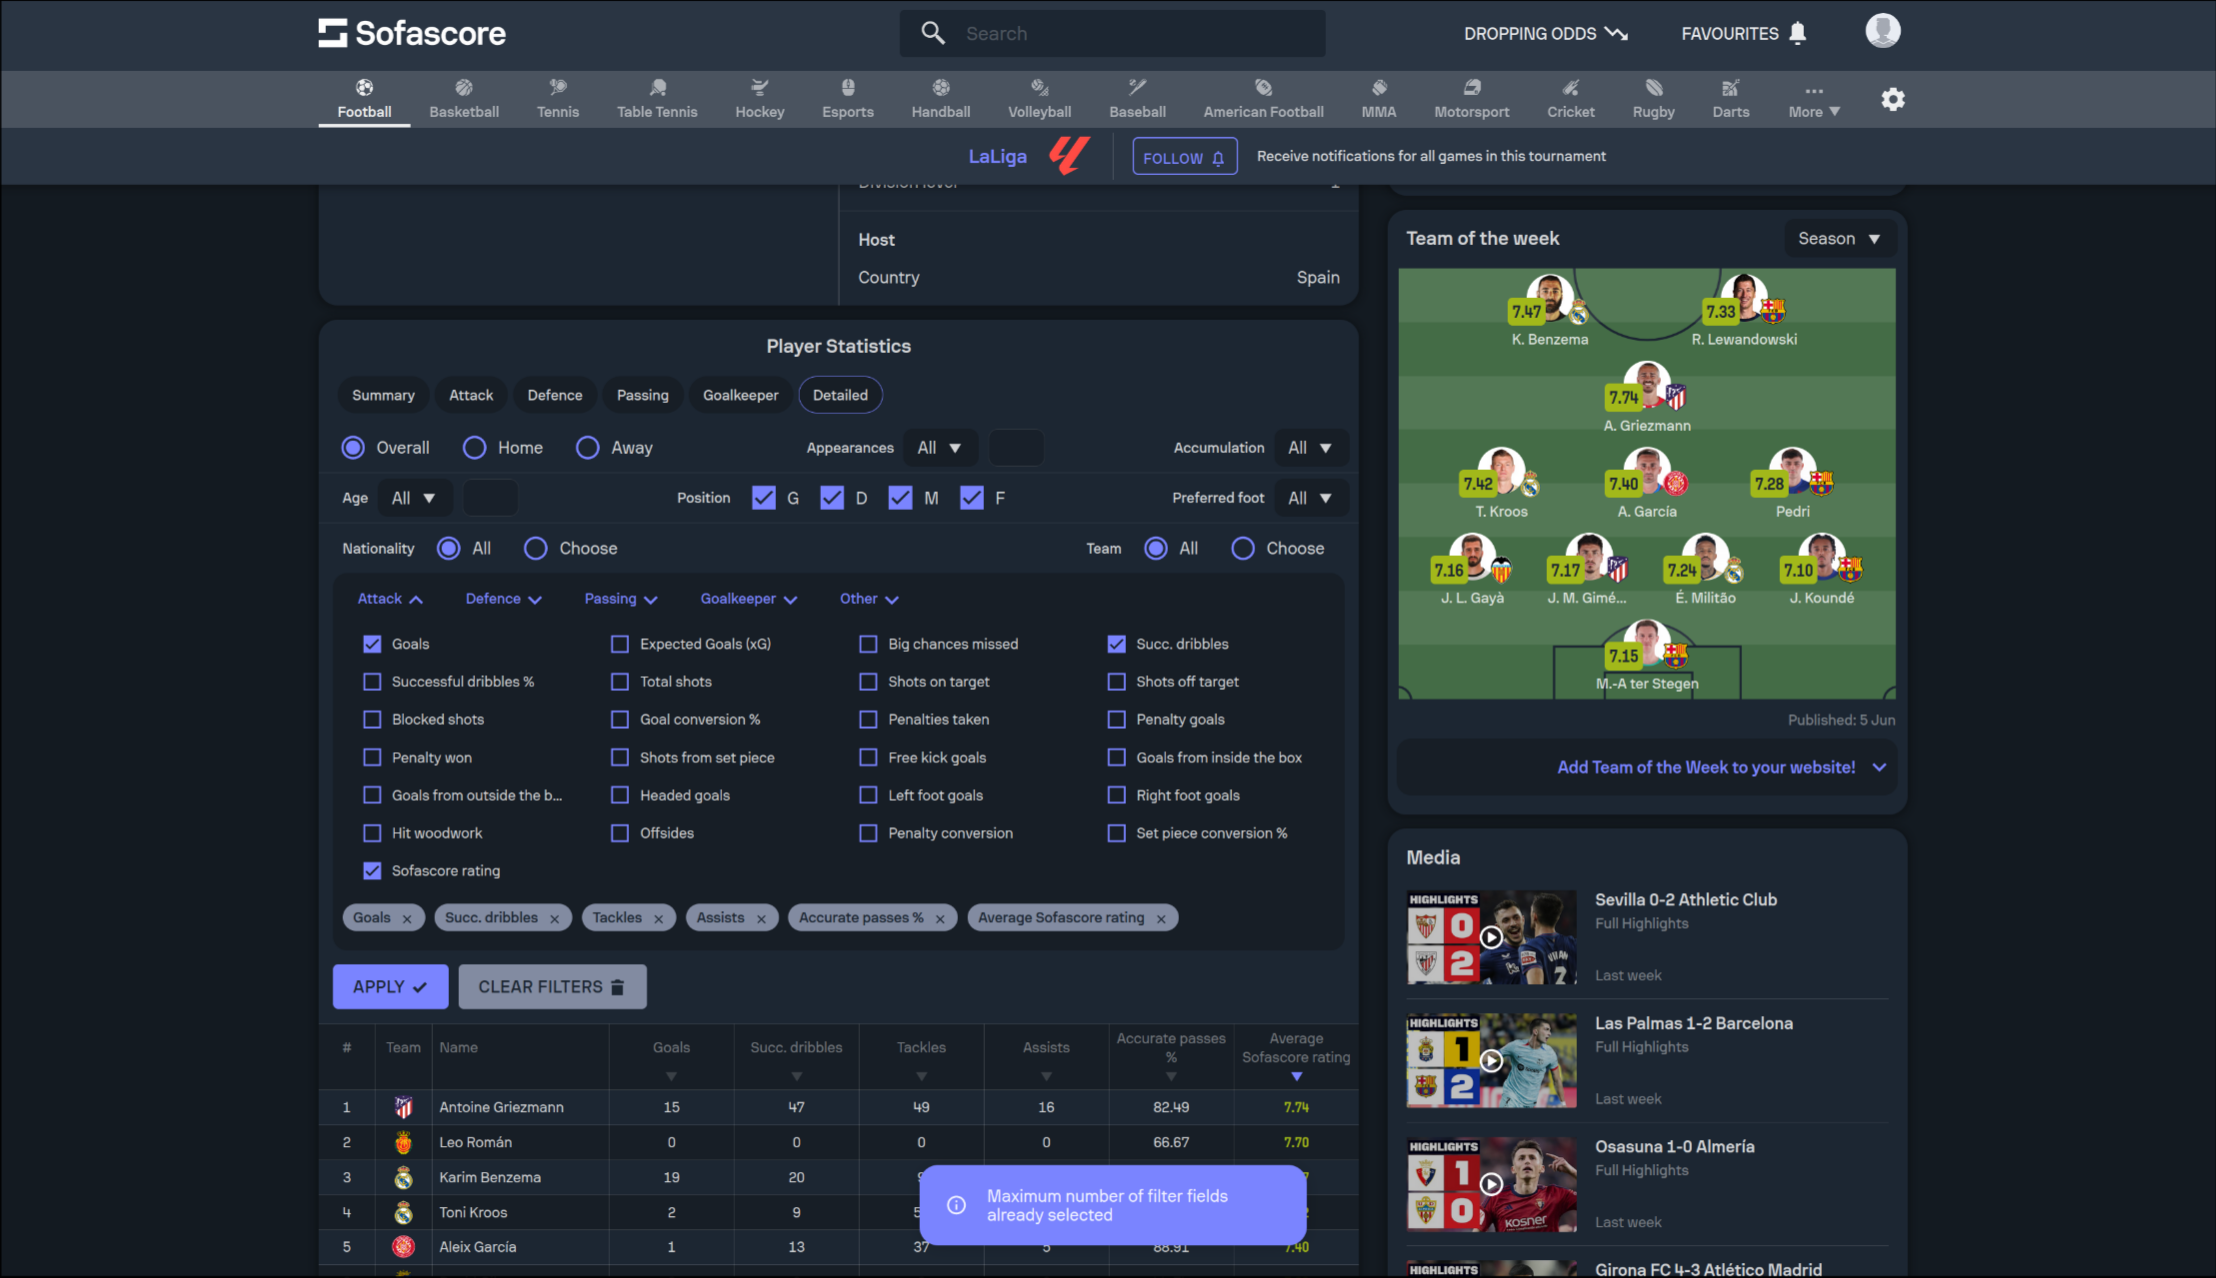 Sofascore
Search
DROPPING ODDS
FAVOURITES
Football
Basketball
Tennis
Table Tennis
Hockey
Esports
Handball
Volleyball
Baseball
American Football
MMA
Motorsport
Cricket
Rugby
Darts
More
LaLiga
FOLLOW
Receive notifications for all games in this tournament
Division level 1
Host
Country Spain
Player Statistics
Summary Attack Defence Passing Goalkeeper Detailed
Overall Home Away Appearances All Accumulation All
Age All Position G D M F Preferred foot All
Nationality All Choose Team All Choose
Attack Defence Passing Goalkeeper Other
Goals Expected Goals (xG) Big chances missed Succ. dribbles
Successful dribbles % Total shots Shots on target Shots off target
Blocked shots Goal conversion % Penalties taken Penalty goals
Penalty won Shots from set piece Free kick goals Goals from inside the box
Goals from outside the b... Headed goals Left foot goals Right foot goals
Hit woodwork Offsides Penalty conversion Set piece conversion %
Sofascore rating
Goals × Succ. dribbles × Tackles × Assists × Accurate passes % × Average Sofascore rating ×
APPLY CLEAR FILTERS
# Team Name Goals Succ. dribbles Tackles Assists Accurate passes % Average Sofascore rating
1 Antoine Griezmann 15 47 49 16 82.49 7.74
2 Leo Román 0 0 0 0 66.67 7.70
3 Karim Benzema 19 20
4 Toni Kroos 2 9
5 Aleix García 1 13 37 5 88.91 7.40
Maximum number of filter fields
already selected
Team of the week Season
7.47 7.33
K. Benzema R. Lewandowski
7.74
A. Griezmann
7.42 7.40 7.28
T. Kroos A. García Pedri
7.16 7.17 7.24 7.10
J. L. Gayà J. M. Gimé... É. Militão J. Koundé
7.15
M.-A ter Stegen
Published: 5 Jun
Add Team of the Week to your website!
Media
HIGHLIGHTS
0
2
Sevilla 0-2 Athletic Club
Full Highlights
Last week
HIGHLIGHTS
1
2
Las Palmas 1-2 Barcelona
Full Highlights
Last week
HIGHLIGHTS
1
0
KOSNER
Osasuna 1-0 Almería
Full Highlights
Last week
HIGHLIGHTS
Girona FC 4-3 Atlético Madrid